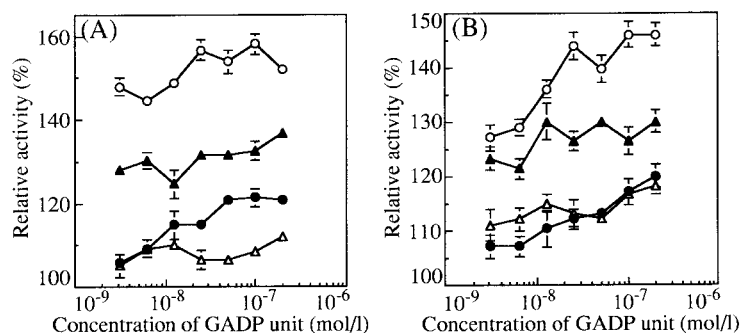 (A)
Relative activity (%)
160
140
120
100
10⁻⁹ 10⁻⁸ 10⁻⁷ 10⁻⁶
Concentration of GADP unit (mol/l)
(B)
Relative activity (%)
150
145
140
130
120
110
105
100
10⁻⁹ 10⁻⁸ 10⁻⁷ 10⁻⁶
Concentration of GADP unit (mol/l)